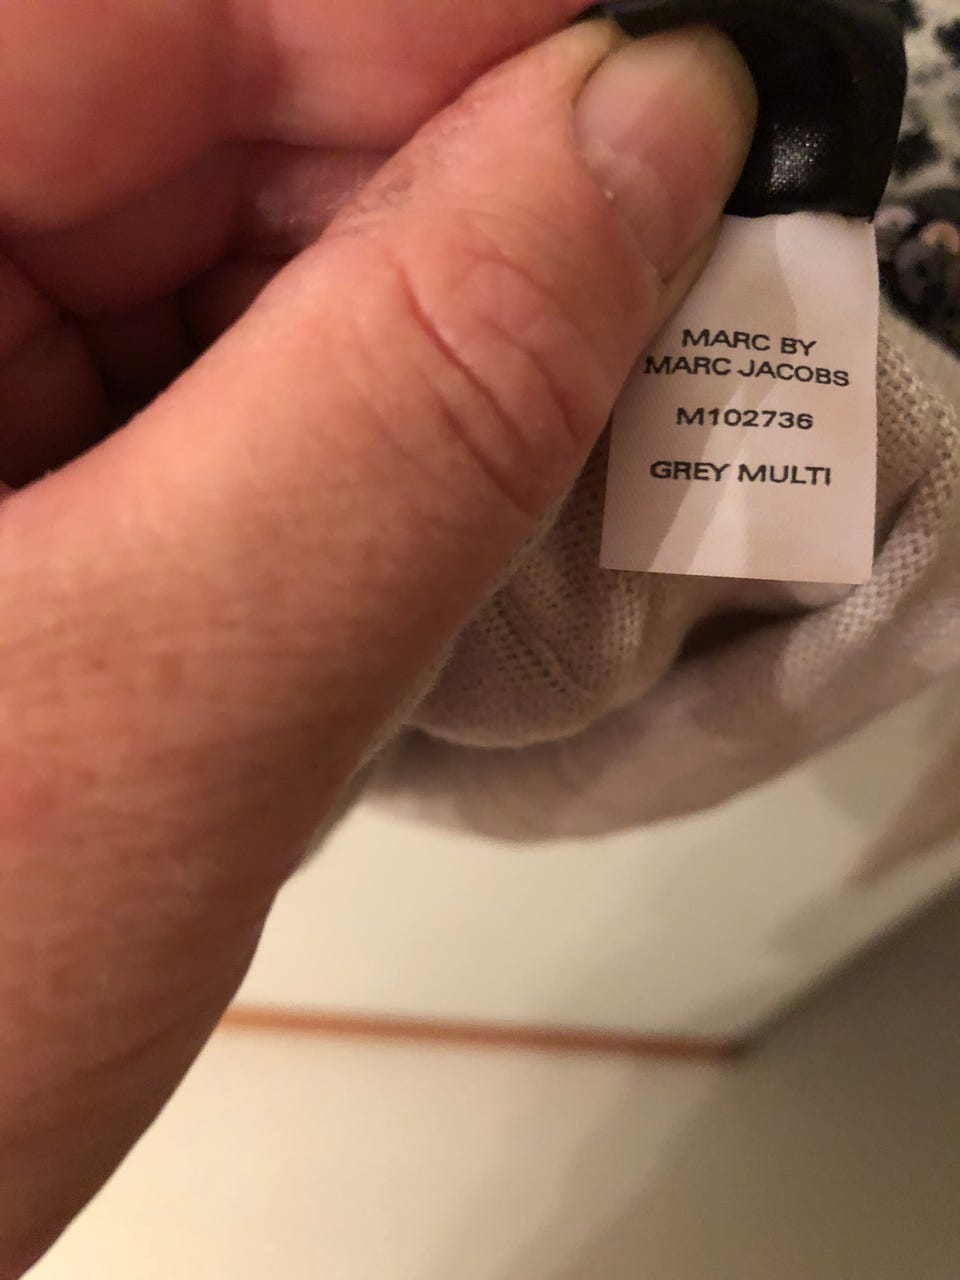 MARC BY
MARC JACOBS
M102736
GREY MULTI